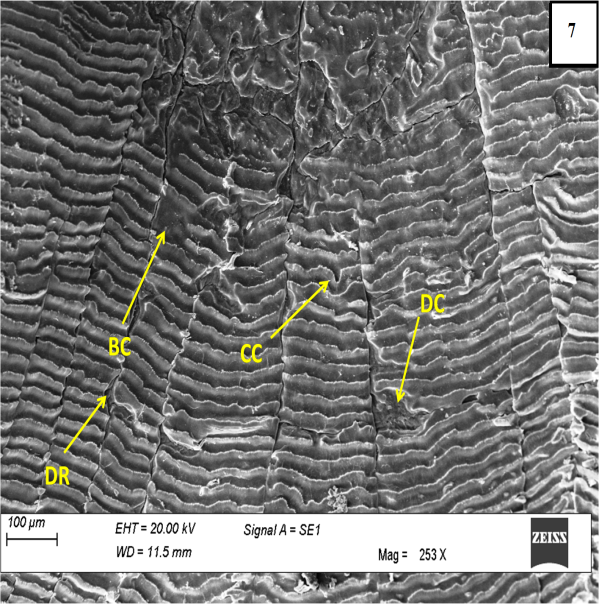 7
BC
CC
DC
DR
100 µm
EHT = 20.00 kV
Signal A = SE1
WD = 11.5 mm
Mag = 253 X
ZEISS